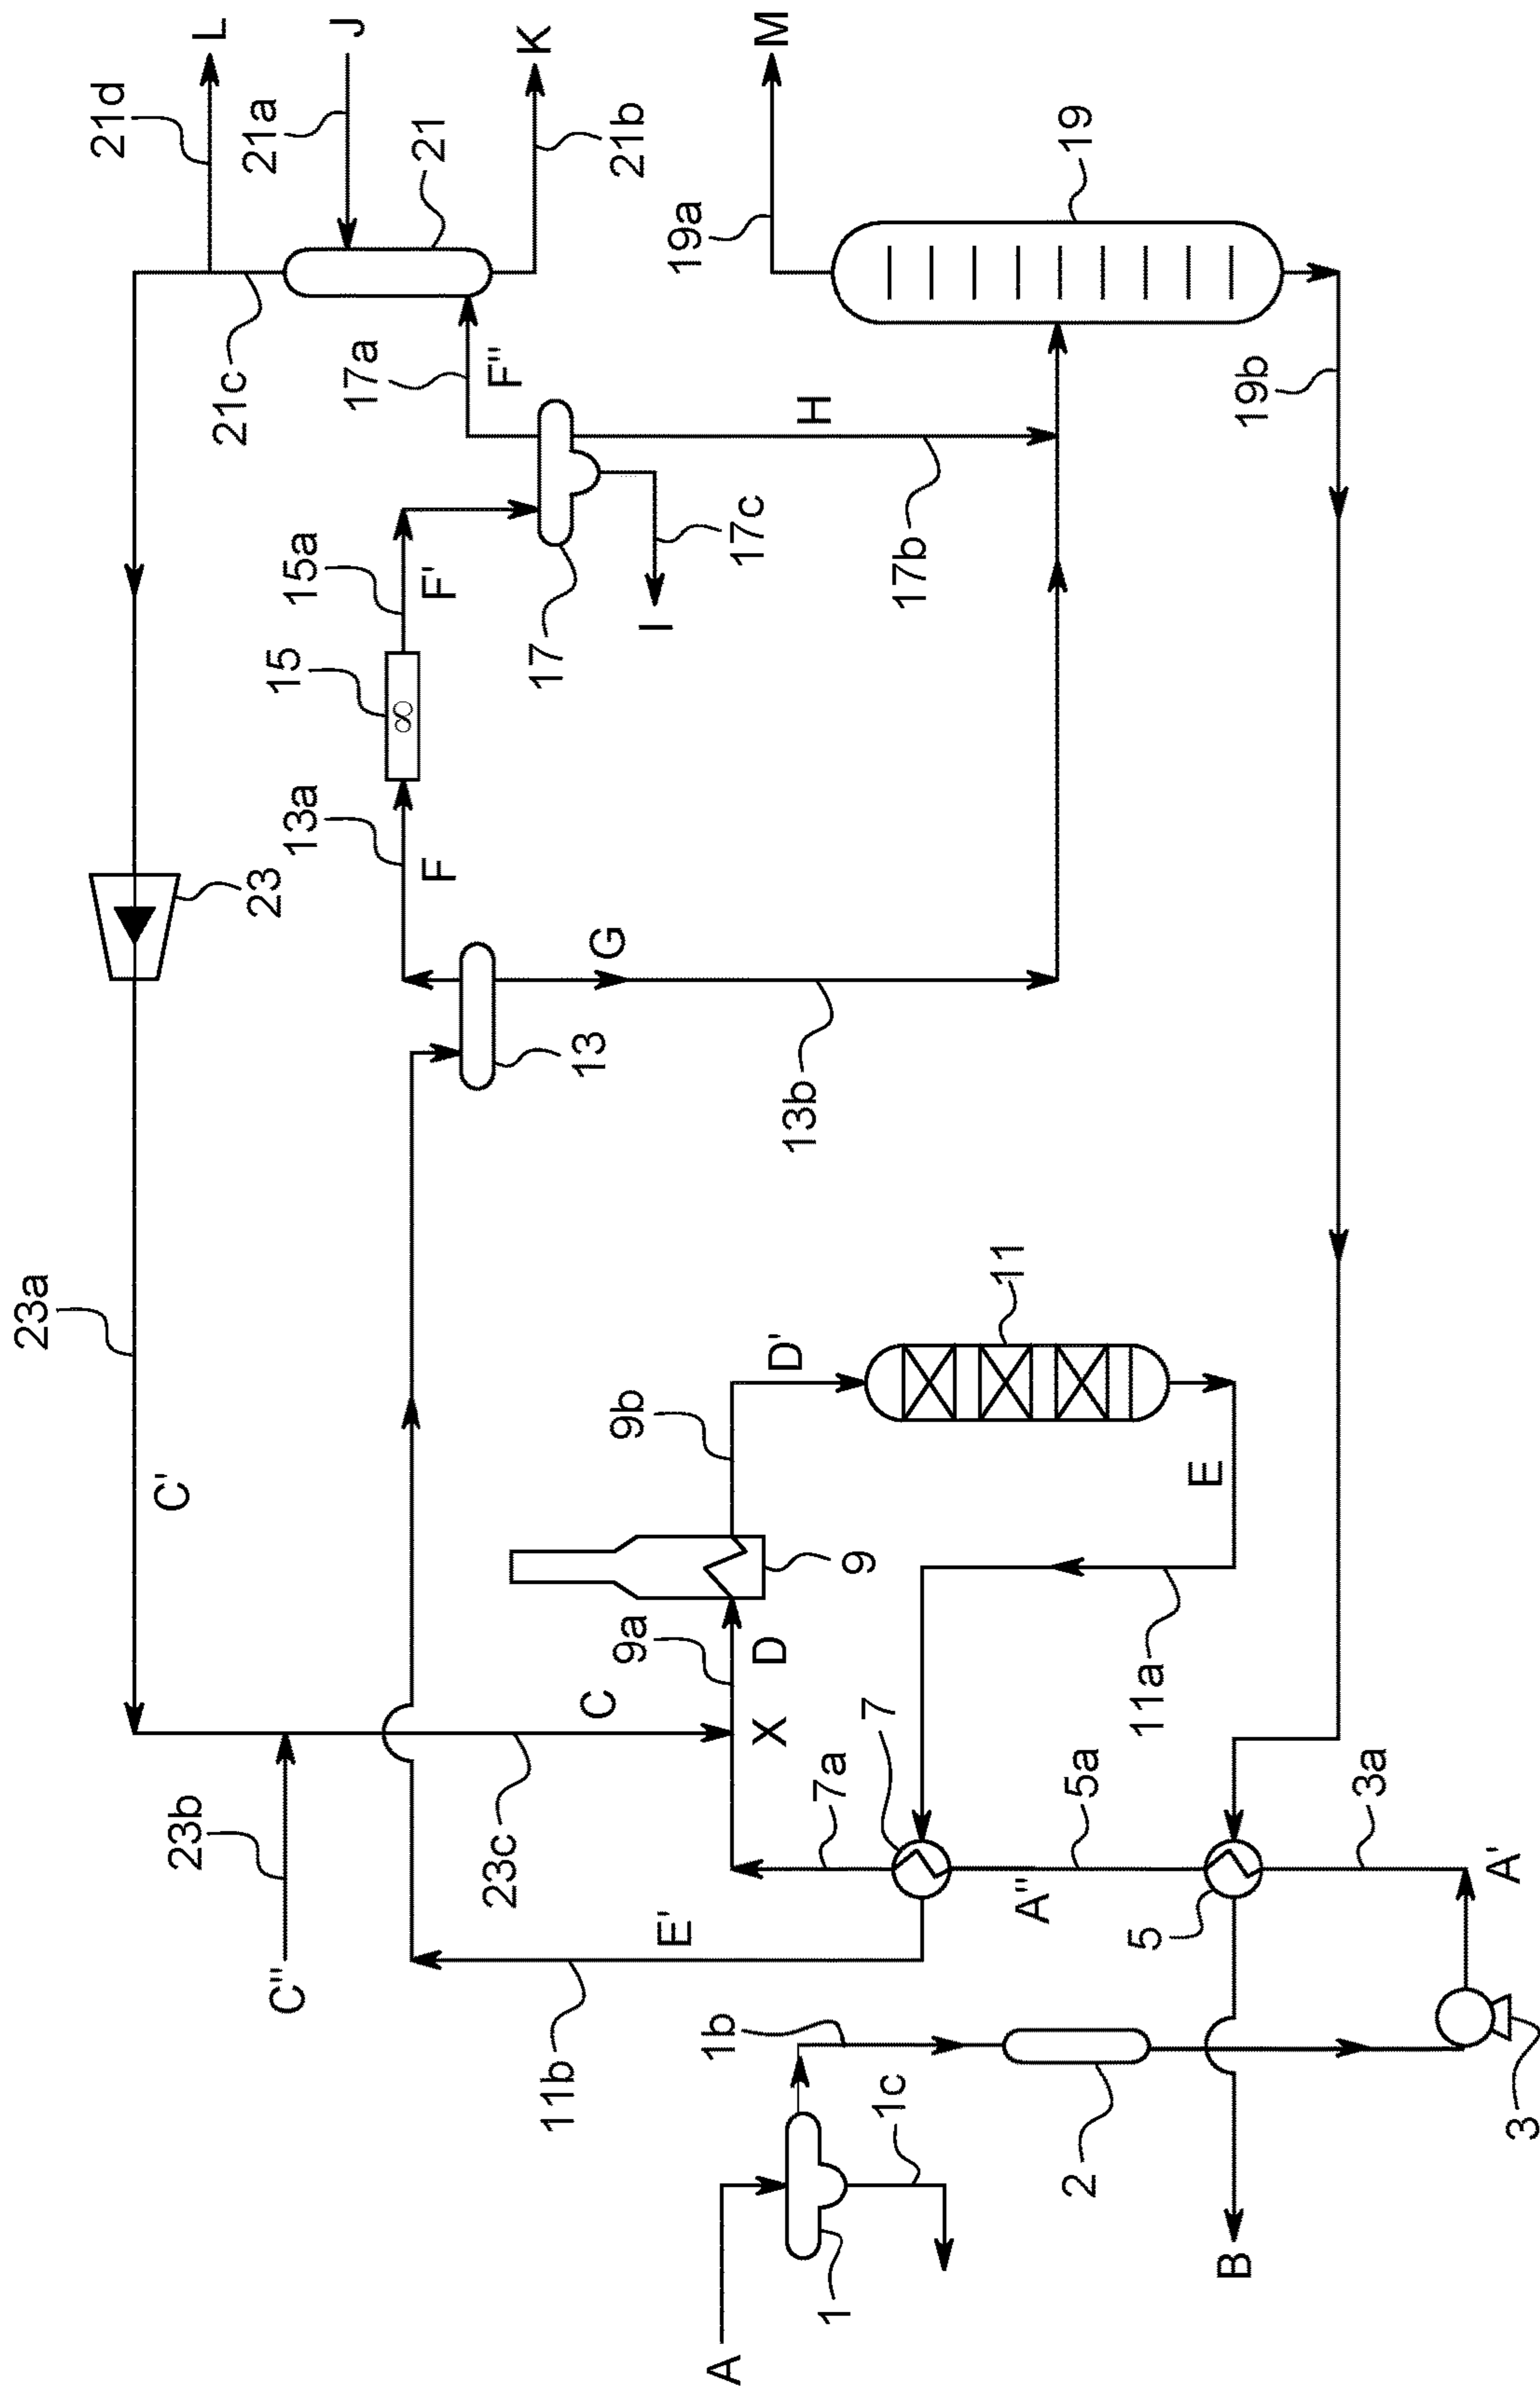 A
1
1b
1c
2
3
A'
3a
5
B
5a
A"
7
7a
X
9a
D
9
9b
D'
11
E
11a
E'
11b
C"
23b
23c
C
C'
23a
23
13
13a
F
G
13b
15
∞
15a
F'
17
17a
F"
17b
H
17c
I
21
21a
J
21b
K
21c
21d
L
19
19a
M
19b